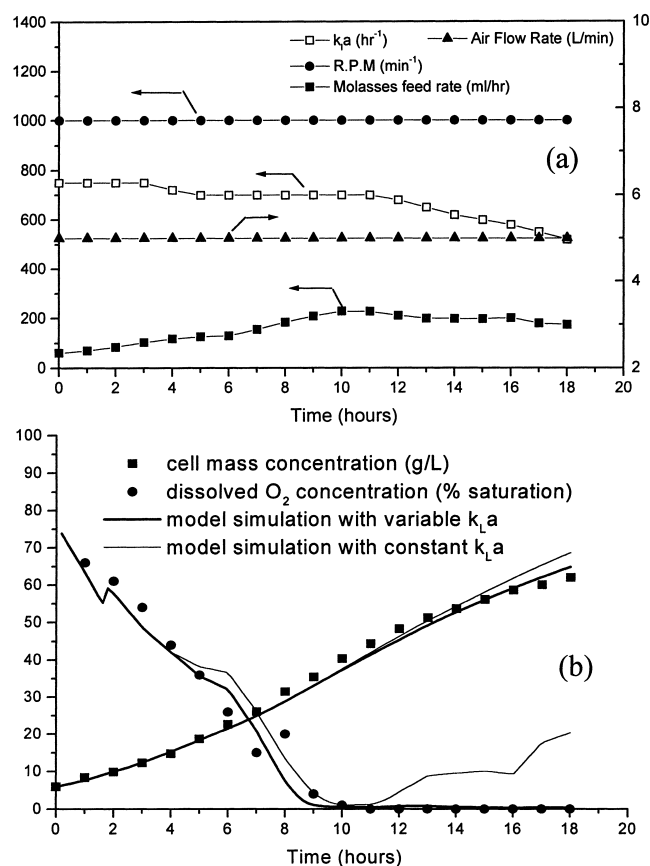 1400
1200
1000
800
600
400
200
0
10
8
6
4
2
kₗa (hr⁻¹)
Air Flow Rate (L/min)
R.P.M (min⁻¹)
Molasses feed rate (ml/hr)
(a)
0 2 4 6 8 10 12 14 16 18 20
Time (hours)
100
90
80
70
60
50
40
30
20
10
0
cell mass concentration (g/L)
dissolved O₂ concentration (% saturation)
model simulation with variable k_La
model simulation with constant k_La
(b)
0 2 4 6 8 10 12 14 16 18 20
Time (hours)